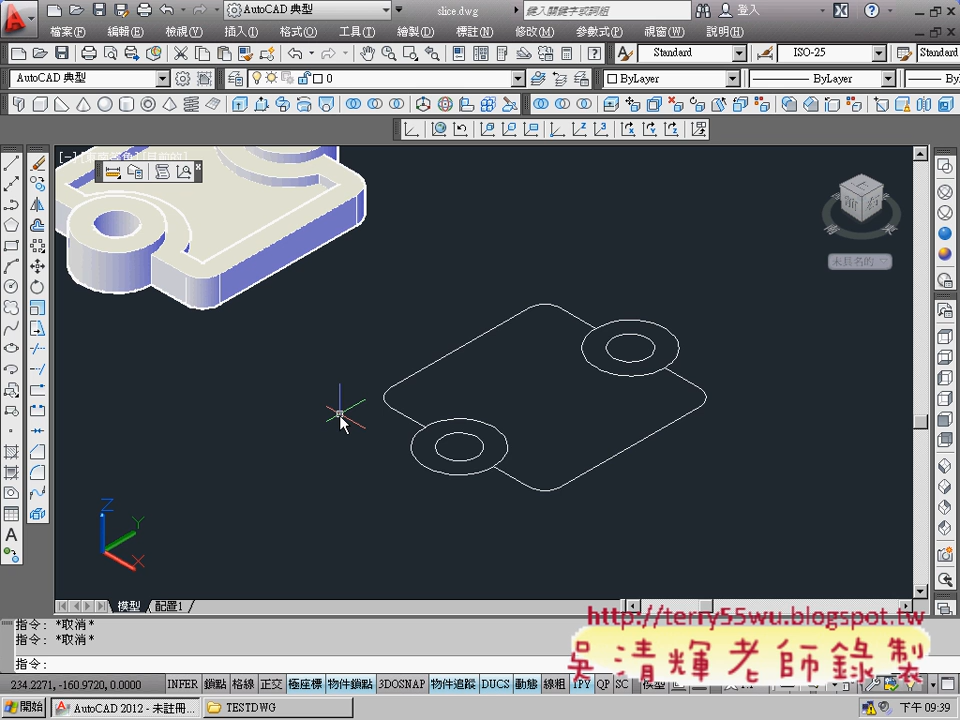 AutoCAD 典型
slice.dwg
鍵入關鍵字或詞組
登入
檔案(F) 編輯(E) 檢視(V) 插入(I) 格式(O) 工具(T) 繪製(D) 標註(N) 修改(M) 參數式(P) 視窗(W) 說明(H)
Standard ISO-25 Standard
AutoCAD 典型 0 ByLayer ByLayer
未具名的
Z
Y
X
模型 配置1
指令: *取消*
指令: *取消*
指令:
http://terry55wu.blogspot.tw
吳清輝老師錄製
234.2271, -160.9720, 0.0000 INFER 鎖點 格線 正交 極座標 物件鎖點 3DOSNAP 物件追蹤 DUCS 動態 線粗 TPY QP SC 模型
開始 AutoCAD 2012 - 未註冊... TESTDWG 下午 09:39